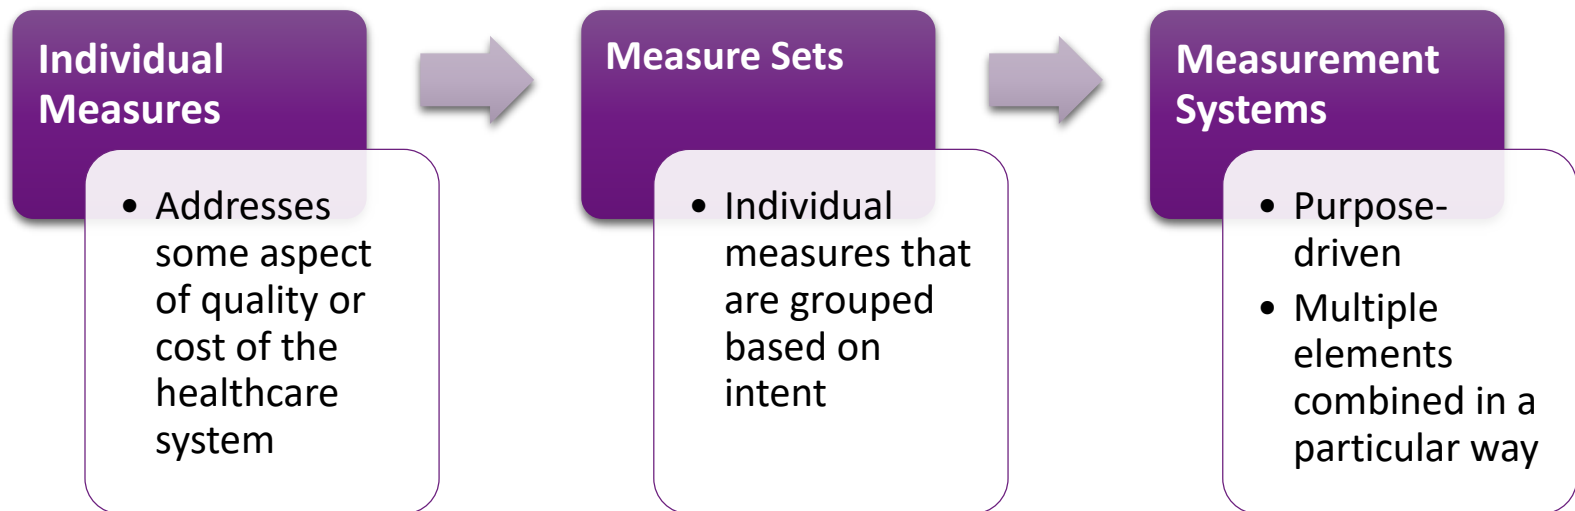 Individual
Measures
• Addresses
some aspect
of quality or
cost of the
healthcare
system
Measure Sets
• Individual
measures that
are grouped
based on
intent
Measurement
Systems
• Purpose-
driven
• Multiple
elements
combined in a
particular way